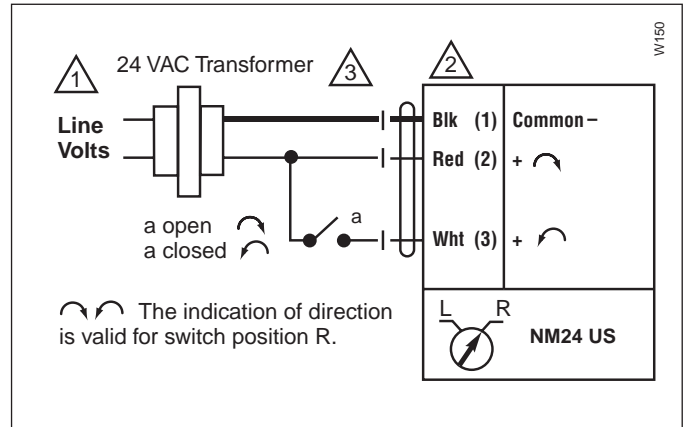 W150
1 24 VAC Transformer 3 2
Line
Volts
Blk (1) Common –
Red (2) +
a open
a closed
a
Wht (3) +
The indication of direction
is valid for switch position R.
L R
NM24 US